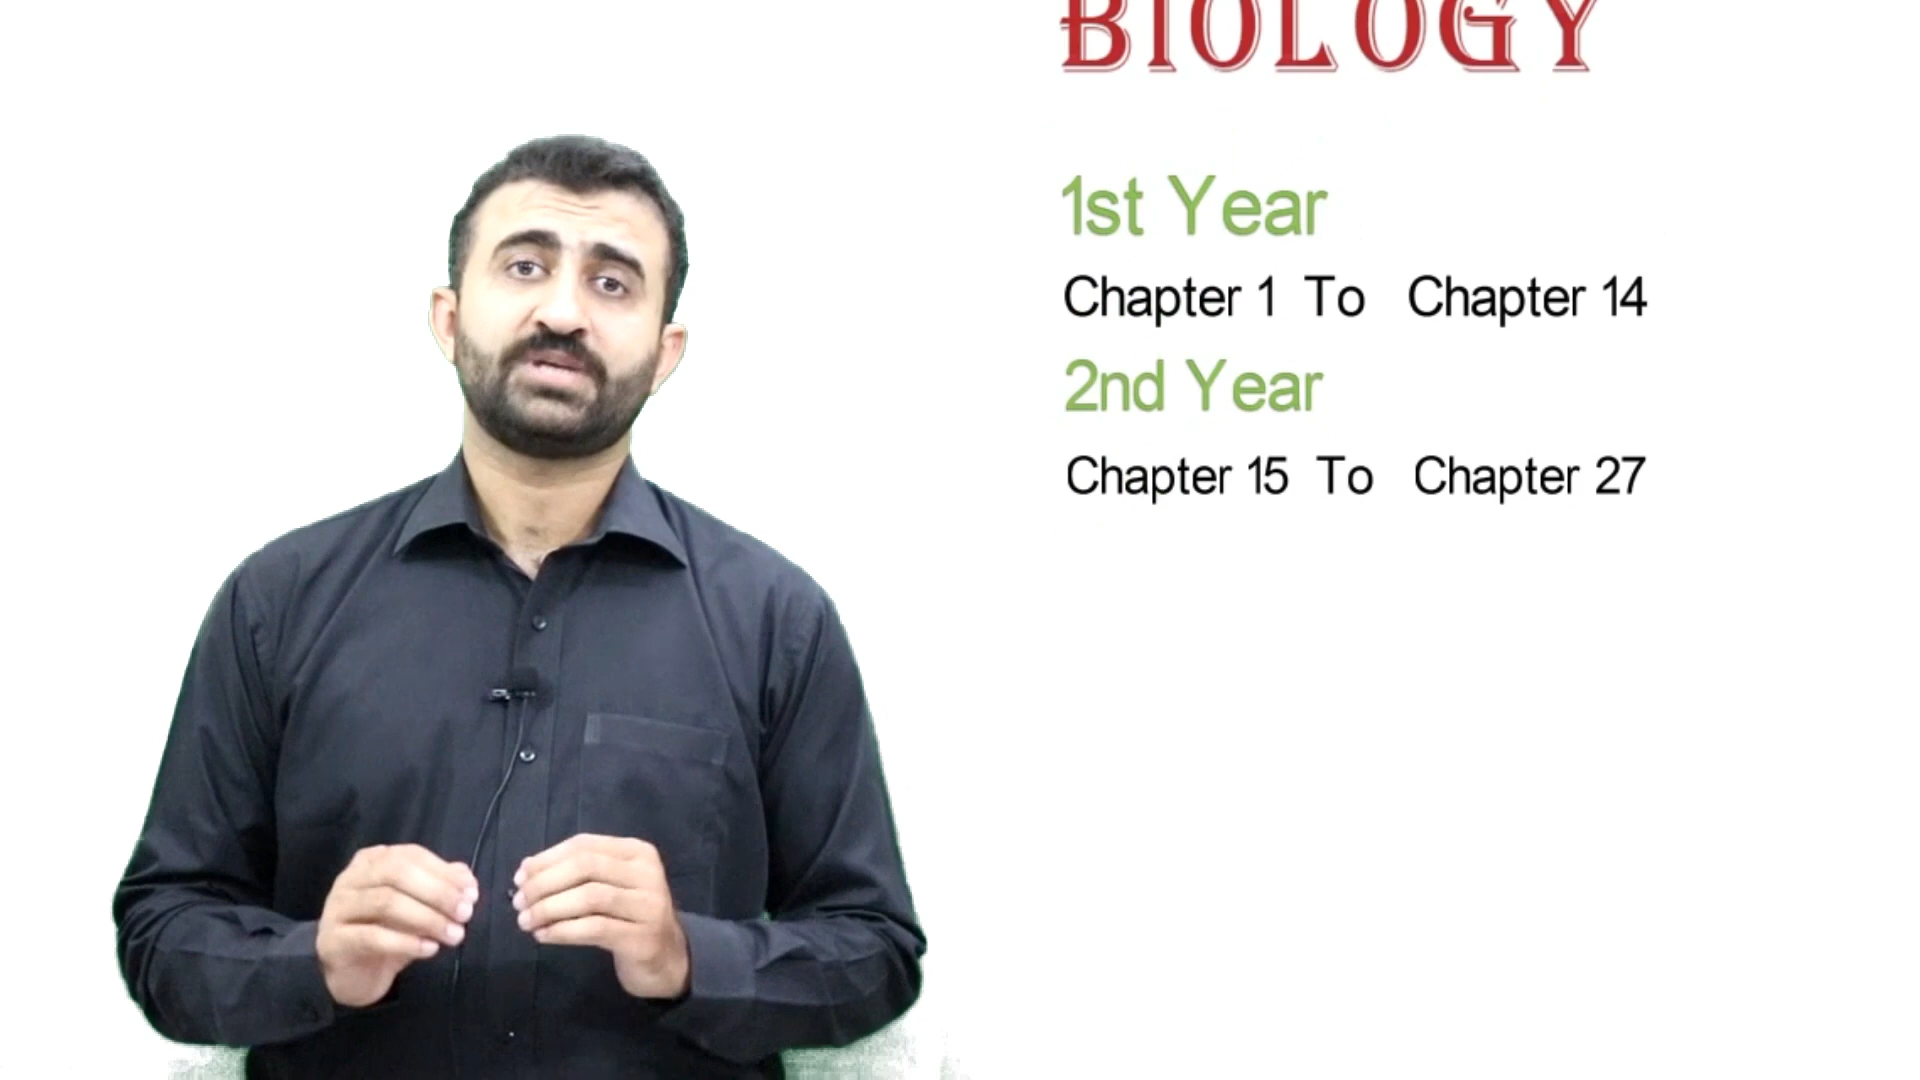 BIOLOGY
1st Year
Chapter 1 To Chapter 14
2nd Year
Chapter 15 To Chapter 27